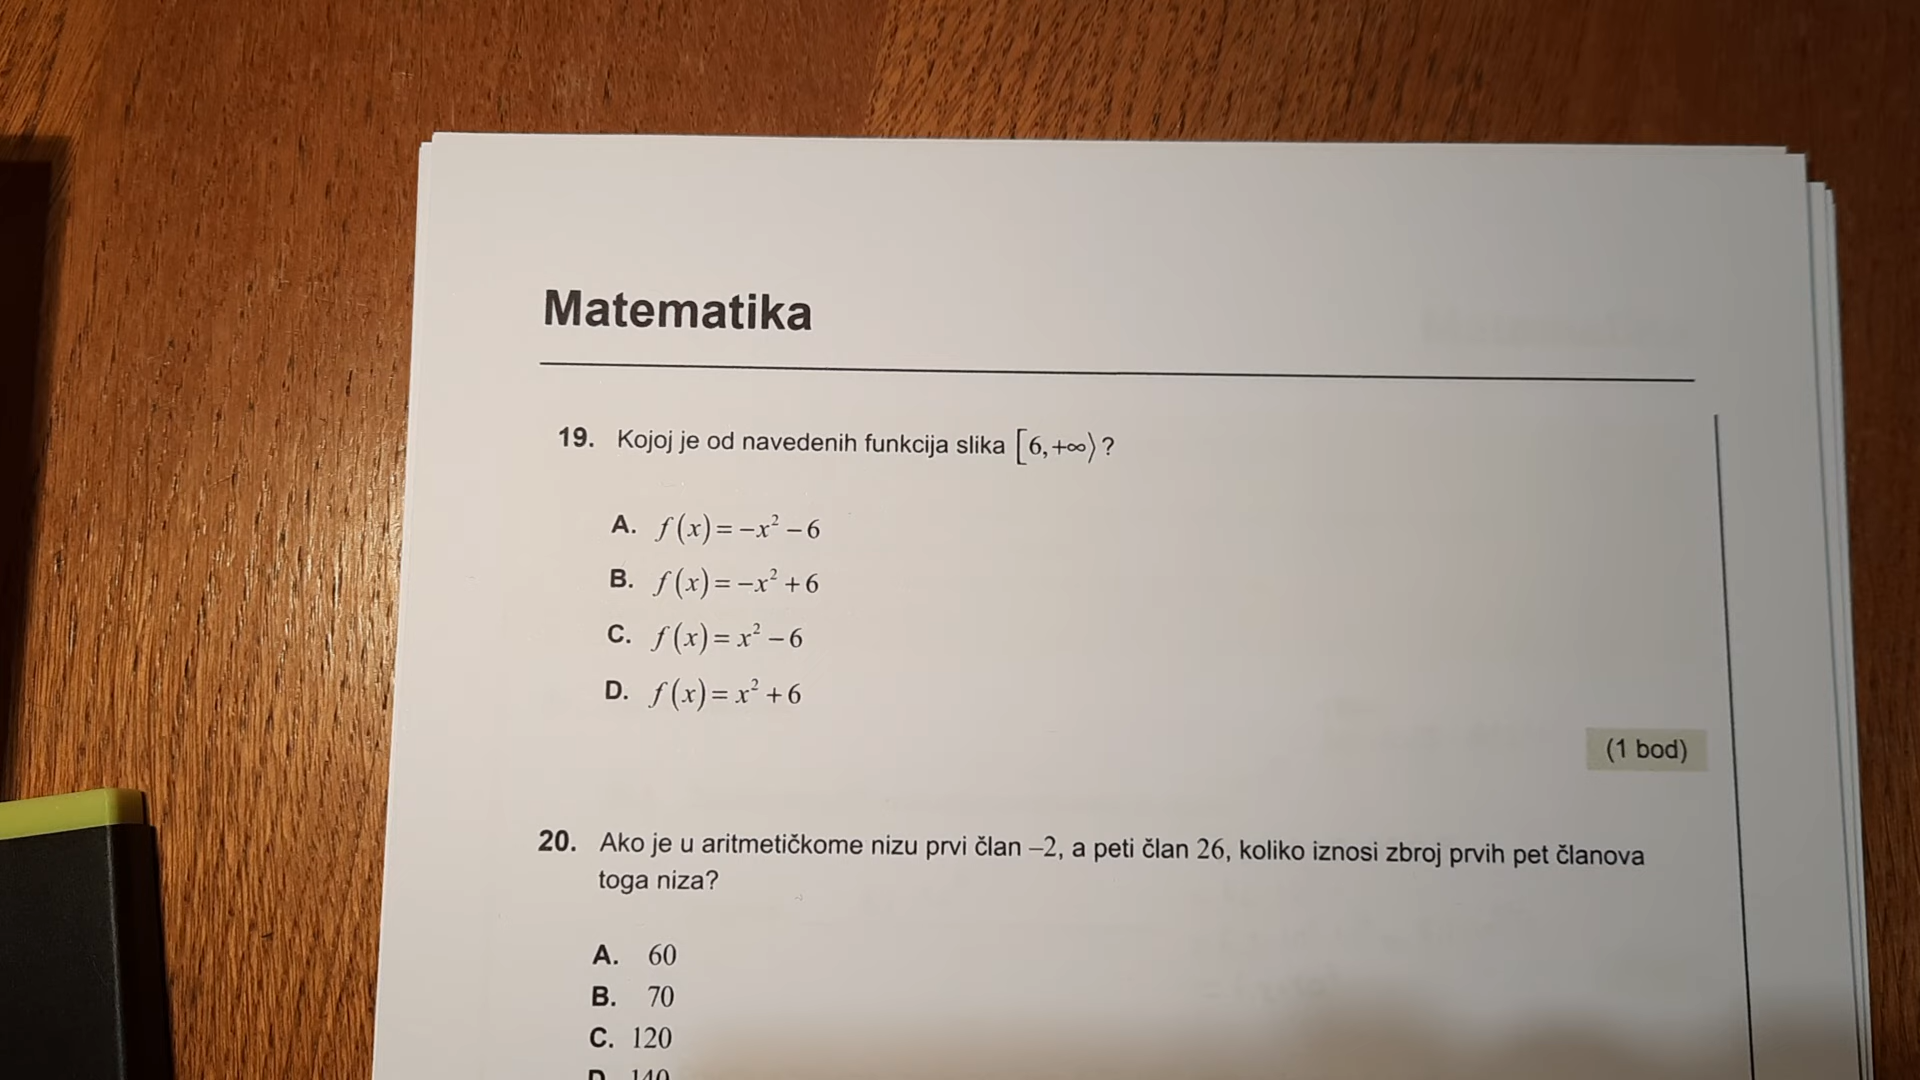 Matematika
19. Kojoj je od navedenih funkcija slika [6, +∞⟩?
A. f(x) = −x² − 6
B. f(x) = −x² + 6
C. f(x) = x² − 6
D. f(x) = x² + 6
(1 bod)
20. Ako je u aritmetičkome nizu prvi član −2, a peti član 26, koliko iznosi zbroj prvih pet članova
toga niza?
A. 60
B. 70
C. 120
D. 140